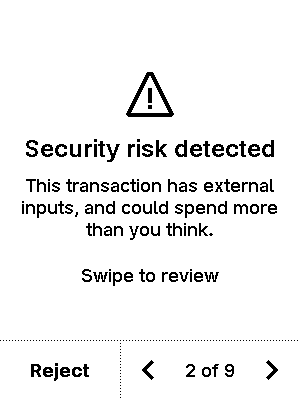 Security risk detected
This transaction has external
inputs, and could spend more
than you think.
Swipe to review
Reject
2 of 9